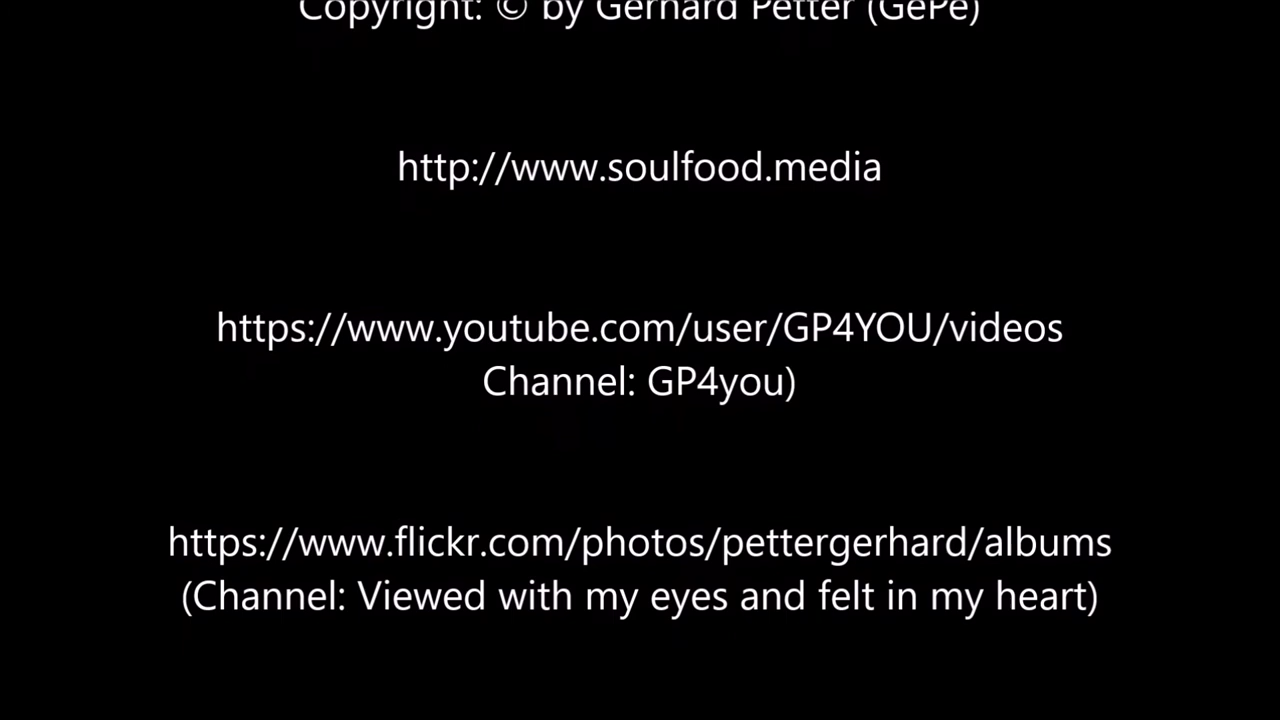 Copyright: © by Gerhard Petter (GePe)
http://www.soulfood.media
https://www.youtube.com/user/GP4YOU/videos
Channel: GP4you)
https://www.flickr.com/photos/pettergerhard/albums
(Channel: Viewed with my eyes and felt in my heart)